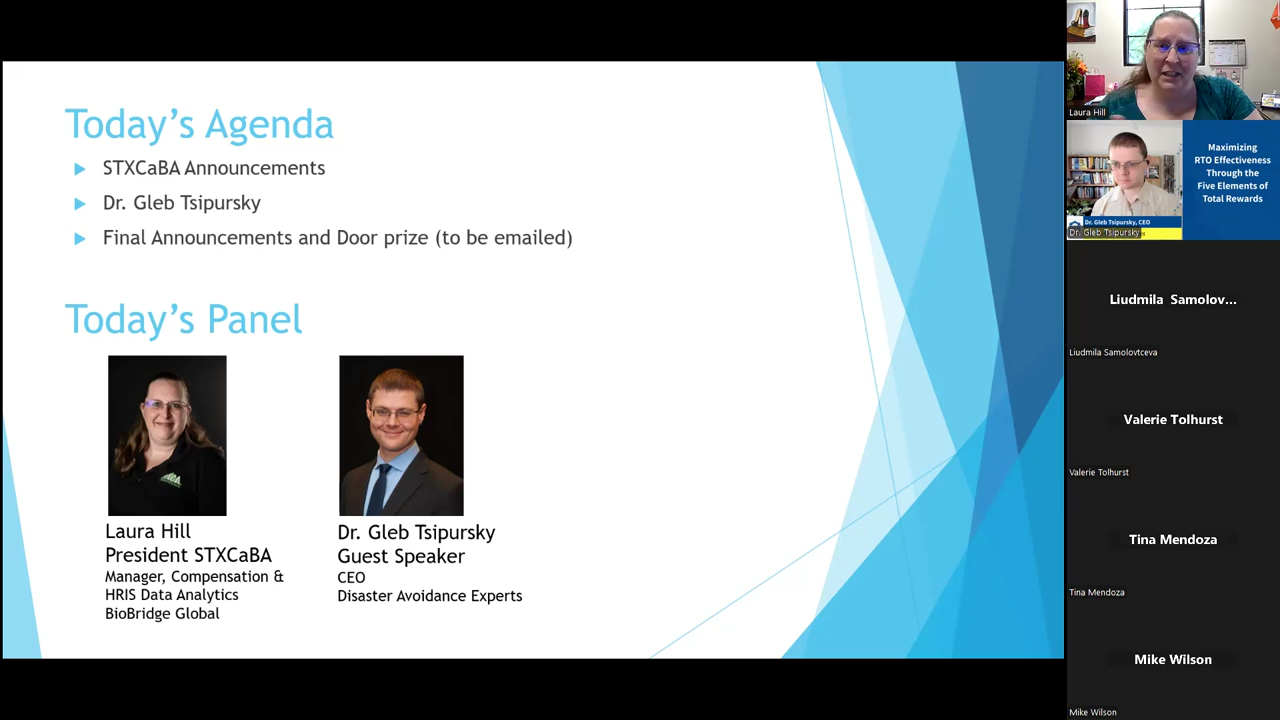 Today's Agenda
STXCaBA Announcements
Dr. Gleb Tsipursky
Final Announcements and Door prize (to be emailed)
Today's Panel
Laura Hill
President STXCaBA
Manager, Compensation &
HRIS Data Analytics
BioBridge Global
Dr. Gleb Tsipursky
Guest Speaker
CEO
Disaster Avoidance Experts
Laura Hill
Maximizing
RTO Effectiveness
Through the
Five Elements of
Total Rewards
Dr. Gleb Tsipursky, CEO
Dr. Gleb Tsipursky
Liudmila Samolov...
Liudmila Samolovtceva
Valerie Tolhurst
Valerie Tolhurst
Tina Mendoza
Tina Mendoza
Mike Wilson
Mike Wilson